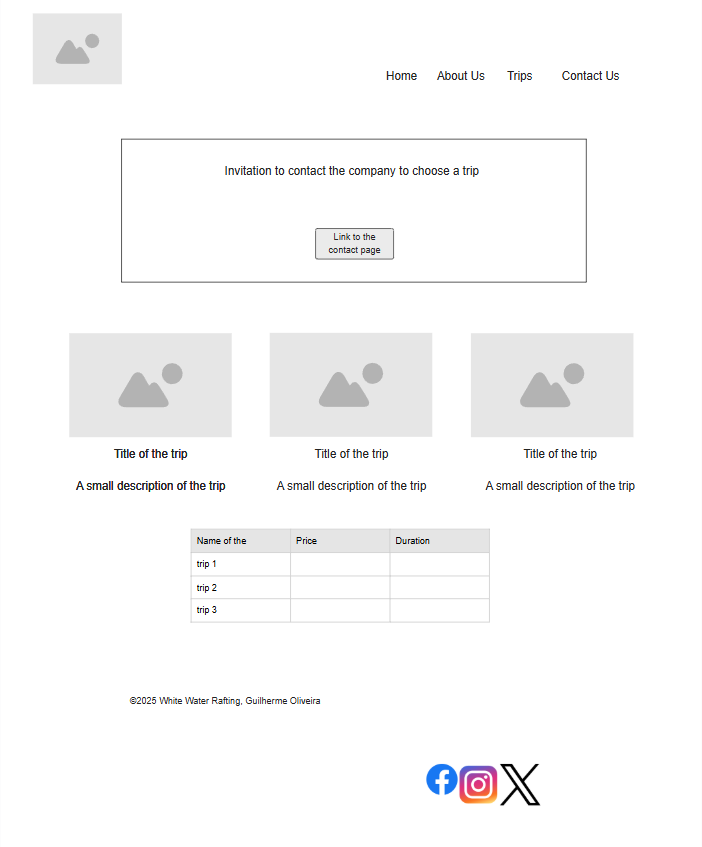 Home About Us Trips Contact Us
Invitation to contact the company to choose a trip
Link to the
contact page
Title of the trip Title of the trip Title of the trip
A small description of the trip A small description of the trip A small description of the trip
Name of the Price Duration
trip 1
trip 2
trip 3
©2025 White Water Rafting, Guilherme Oliveira